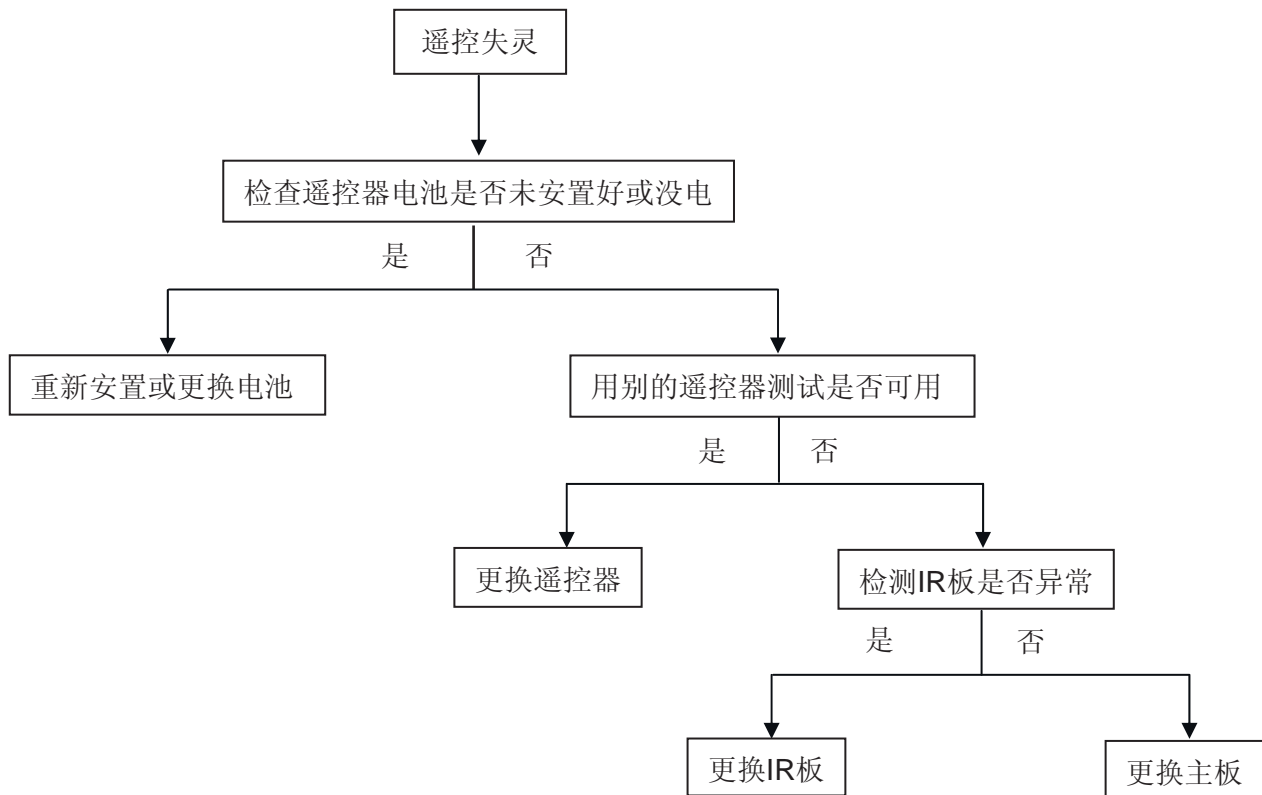 遥控失灵
检查遥控器电池是否未安置好或没电
是 否
重新安置或更换电池
用别的遥控器测试是否可用
是 否
更换遥控器
检测IR板是否异常
是 否
更换IR板
更换主板